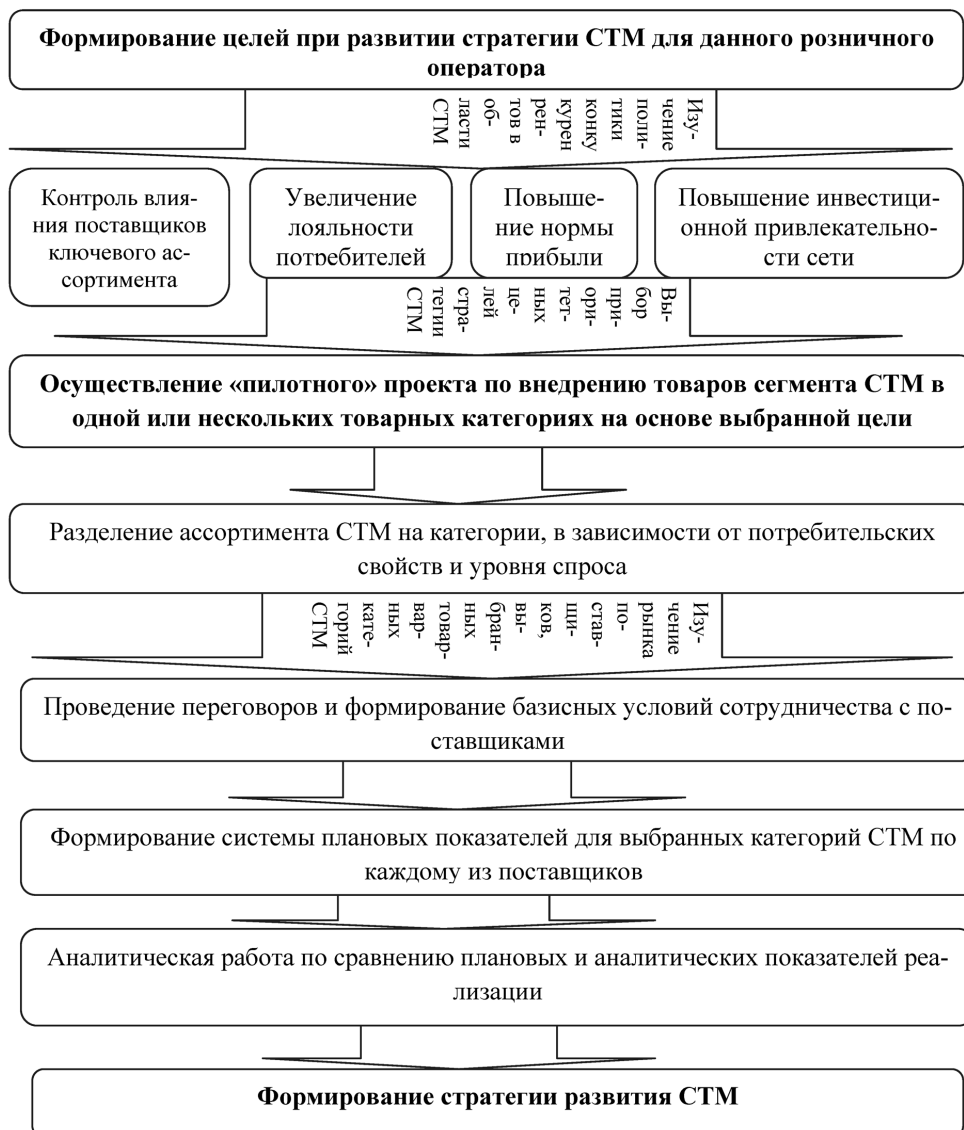 Формирование целей при развитии стратегии СТМ для данного розничного
оператора
Изу-
чение
поли-
тики
конку
курен
рен-
тов в
об-
ласти
СТМ
Контроль влия-
ния поставщиков
ключевого ас-
сортимента
Увеличение
лояльности
потребителей
Повыше-
ние нормы
прибыли
Повышение инвестици-
онной привлекательно-
сти сети
Вы-
бор
при-
ори-
тет-
ных
це-
лей
стра-
тегии
СТМ
Осуществление «пилотного» проекта по внедрению товаров сегмента СТМ в
одной или нескольких товарных категориях на основе выбранной цели
Разделение ассортимента СТМ на категории, в зависимости от потребительских
свойств и уровня спроса
Изу-
чение
рынка
по-
став-
щи-
ков,
вы-
бран-
ных
товар-
вар-
ных
кате-
горий
СТМ
Проведение переговоров и формирование базисных условий сотрудничества с по-
ставщиками
Формирование системы плановых показателей для выбранных категорий СТМ по
каждому из поставщиков
Аналитическая работа по сравнению плановых и аналитических показателей реа-
лизации
Формирование стратегии развития СТМ